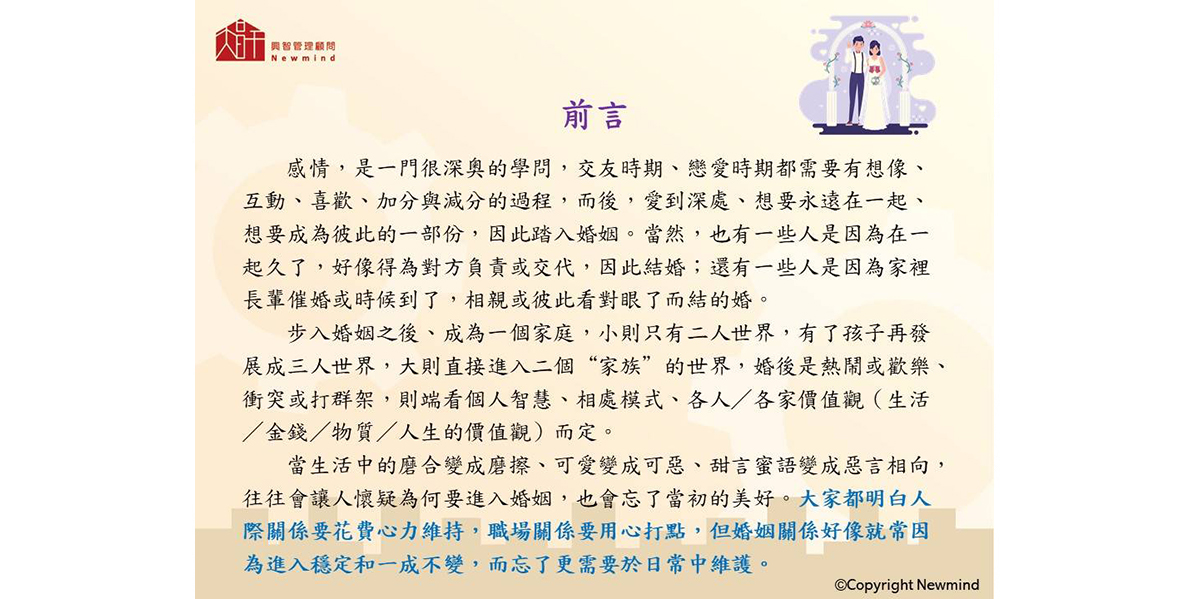 興智管理顧問
Newmind
前言
感情，是一門很深奧的學問，交友時期、戀愛時期都需要有想像、
互動、喜歡、加分與減分的過程，而後，愛到深處、想要永遠在一起、
想要成為彼此的一部份，因此踏入婚姻。當然，也有一些人是因為在一
起久了，好像得為對方負責或交代，因此結婚；還有一些人是因為家裡
長輩催婚或時候到了，相親或彼此看對眼了而結的婚。
步入婚姻之後、成為一個家庭，小則只有二人世界，有了孩子再發
展成三人世界，大則直接進入二個“家族”的世界，婚後是熱鬧或歡樂、
衝突或打群架，則端看個人智慧、相處模式、各人／各家價值觀（生活
／金錢／物質／人生的價值觀）而定。
當生活中的磨合變成磨擦、可愛變成可惡、甜言蜜語變成惡言相向，
往往會讓人懷疑為何要進入婚姻，也會忘了當初的美好。大家都明白人
際關係要花費心力維持，職場關係要用心打點，但婚姻關係好像就常因
為進入穩定和一成不變，而忘了更需要於日常中維護。
©Copyright Newmind